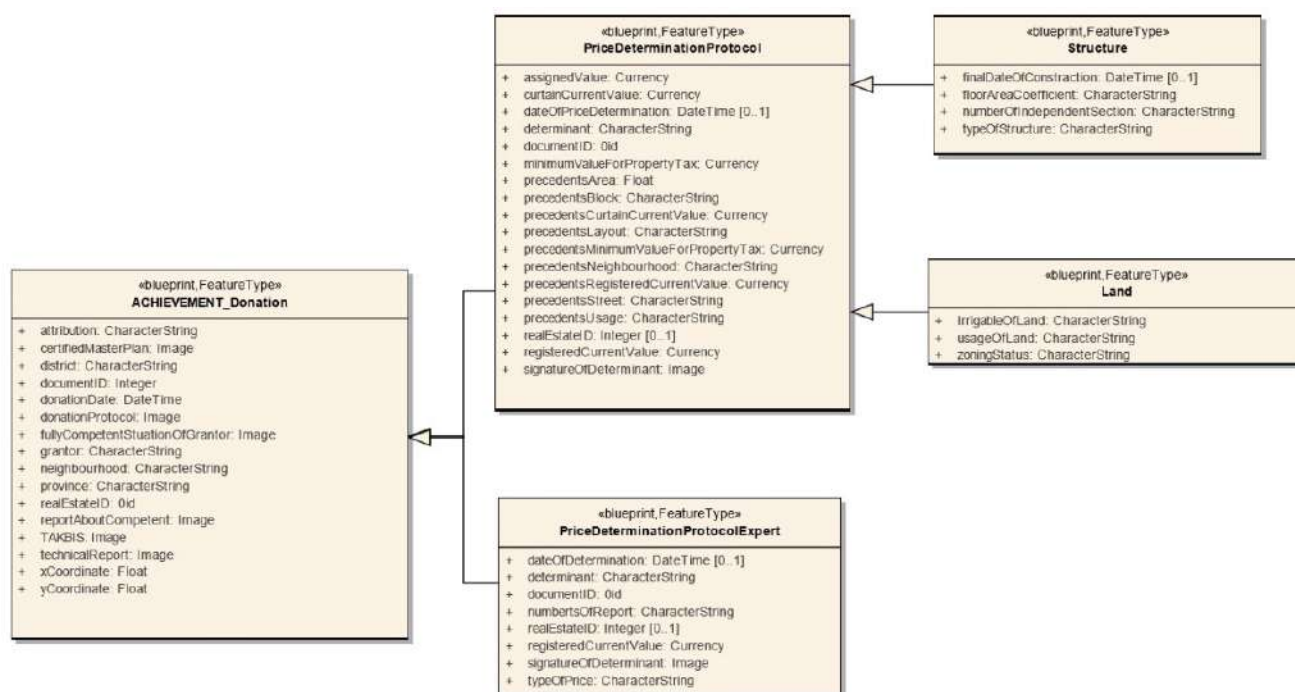 «blueprint,FeatureType»
PriceDeterminationProtocol
+ assignedValue: Currency
+ curtainCurrentValue: Currency
+ dateOfPriceDetermination: DateTime [0..1]
+ determinant: CharacterString
+ documentID: 0id
+ minimumValueForPropertyTax: Currency
+ precedentsArea: Float
+ precedentsBlock: CharacterString
+ precedentsCurtainCurrentValue: Currency
+ precedentsLayout: CharacterString
+ precedentsMinimumValueForPropertyTax: Currency
+ precedentsNeighbourhood: CharacterString
+ precedentsRegisteredCurrentValue: Currency
+ precedentsStreet: CharacterString
+ precedentsUsage: CharacterString
+ realEstateID: Integer [0..1]
+ registeredCurrentValue: Currency
+ signatureOfDeterminant: Image
«blueprint,FeatureType»
Structure
+ finalDateOfConstraction: DateTime [0..1]
+ floorAreaCoefficient: CharacterString
+ numberOfIndependentSection: CharacterString
+ typeOfStructure: CharacterString
«blueprint,FeatureType»
Land
+ IrrigableOfLand: CharacterString
+ usageOfLand: CharacterString
+ zoningStatus: CharacterString
«blueprint,FeatureType»
ACHIEVEMENT_Donation
+ attribution: CharacterString
+ certifiedMasterPlan: Image
+ district: CharacterString
+ documentID: Integer
+ donationDate: DateTime
+ donationProtocol: Image
+ fullyCompetentStuationOfGrantor: Image
+ grantor: CharacterString
+ neighbourhood: CharacterString
+ province: CharacterString
+ realEstateID: 0id
+ reportAboutCompetent: Image
+ TAKBIS: Image
+ technicalReport: Image
+ xCoordinate: Float
+ yCoordinate: Float
«blueprint,FeatureType»
PriceDeterminationProtocolExpert
+ dateOfDetermination: DateTime [0..1]
+ determinant: CharacterString
+ documentID: 0id
+ numbertsOfReport: CharacterString
+ realEstateID: Integer [0..1]
+ registeredCurrentValue: Currency
+ signatureOfDeterminant: Image
+ typeOfPrice: CharacterString